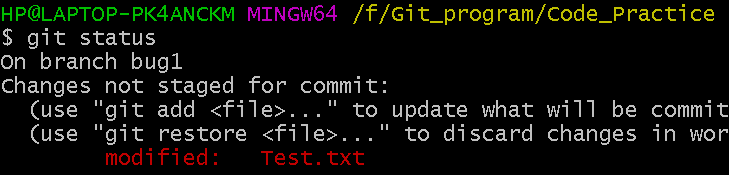 HP@LAPTOP-PK4ANCKM MINGW64 /f/Git_program/Code_Practice
$ git status
On branch bug1
Changes not staged for commit:
(use "git add <file>..." to update what will be commit
(use "git restore <file>..." to discard changes in wor
modified: Test.txt